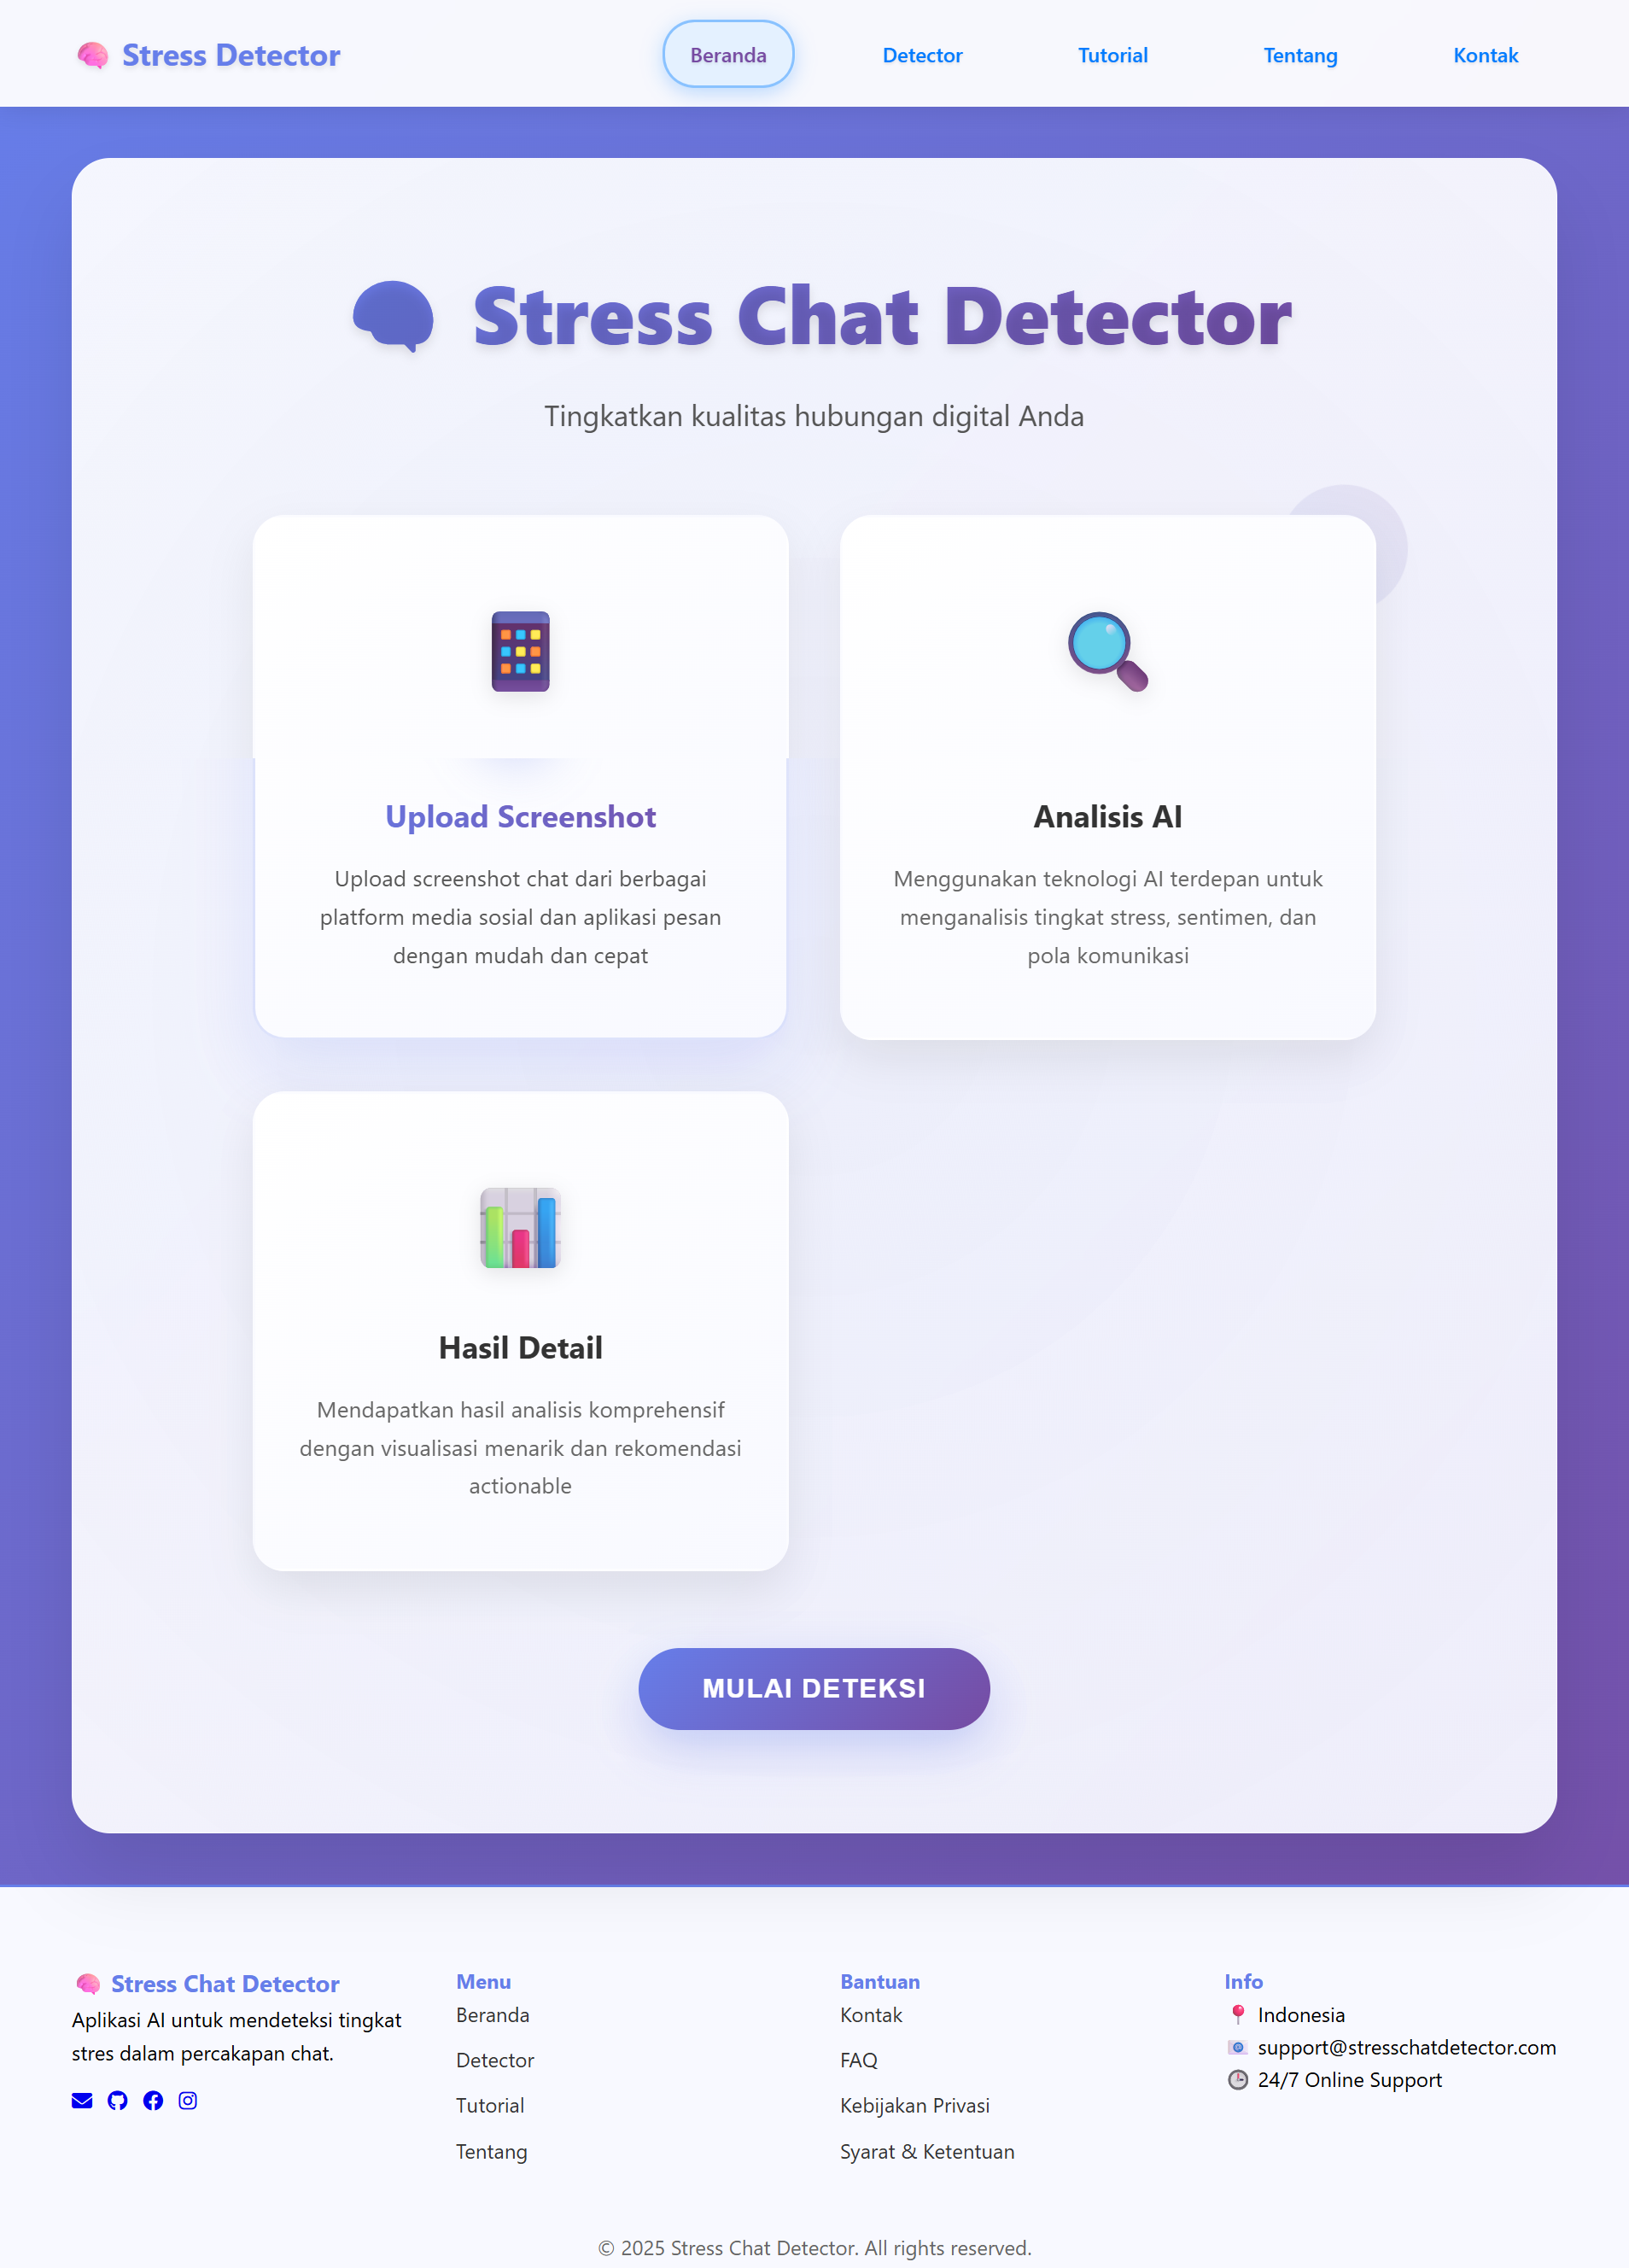 Stress Detector
Beranda
Detector
Tutorial
Tentang
Kontak
Stress Chat Detector
Tingkatkan kualitas hubungan digital Anda
Upload Screenshot
Upload screenshot chat dari berbagai
platform media sosial dan aplikasi pesan
dengan mudah dan cepat
Analisis AI
Menggunakan teknologi AI terdepan untuk
menganalisis tingkat stress, sentimen, dan
pola komunikasi
Hasil Detail
Mendapatkan hasil analisis komprehensif
dengan visualisasi menarik dan rekomendasi
actionable
MULAI DETEKSI
Stress Chat Detector
Aplikasi AI untuk mendeteksi tingkat
stres dalam percakapan chat.
Menu
Beranda
Detector
Tutorial
Tentang
Bantuan
Kontak
FAQ
Kebijakan Privasi
Syarat & Ketentuan
Info
Indonesia
support@stresschatdetector.com
24/7 Online Support
© 2025 Stress Chat Detector. All rights reserved.